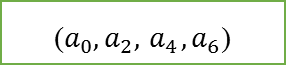 (a₀, a₂, a₄, a₆)